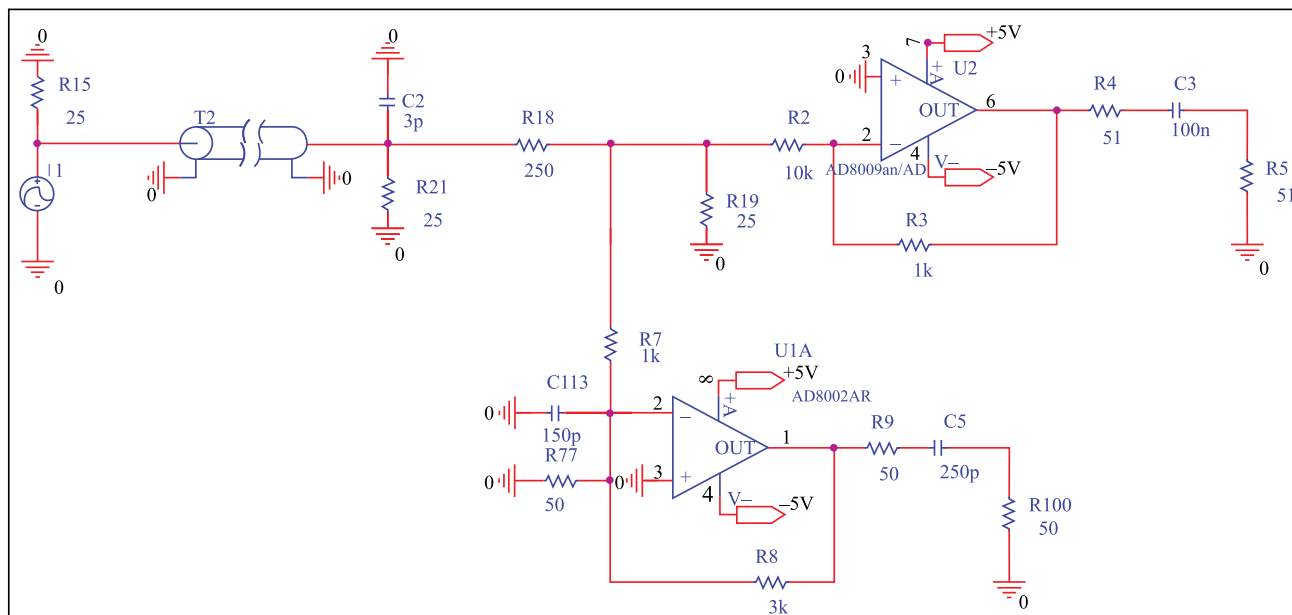 0
R15
25
I1
0
T2
0
0
0
C2
3p
R21
25
0
R18
250
R19
25
0
R2
10k
0
3
2
+
−
7
+5V
+A
U2
OUT
6
4
V−
−5V
AD8009an/AD
R3
1k
R4
51
C3
100n
R5
51
0
R7
1k
C113
0
150p
R77
0
50
0
2
3
−
+
U1A
8
+5V
AD8002AR
+A
OUT
1
4
V−
−5V
R9
50
C5
250p
R100
50
0
R8
3k